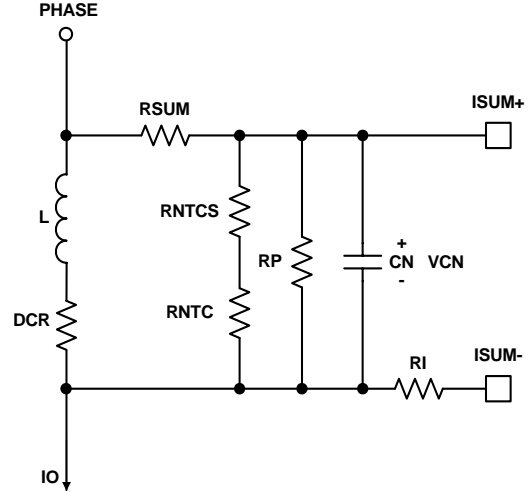 PHASE
RSUM
ISUM+
L
RNTCS
RP
+
CN VCN
-
RNTC
DCR
RI
ISUM-
IO